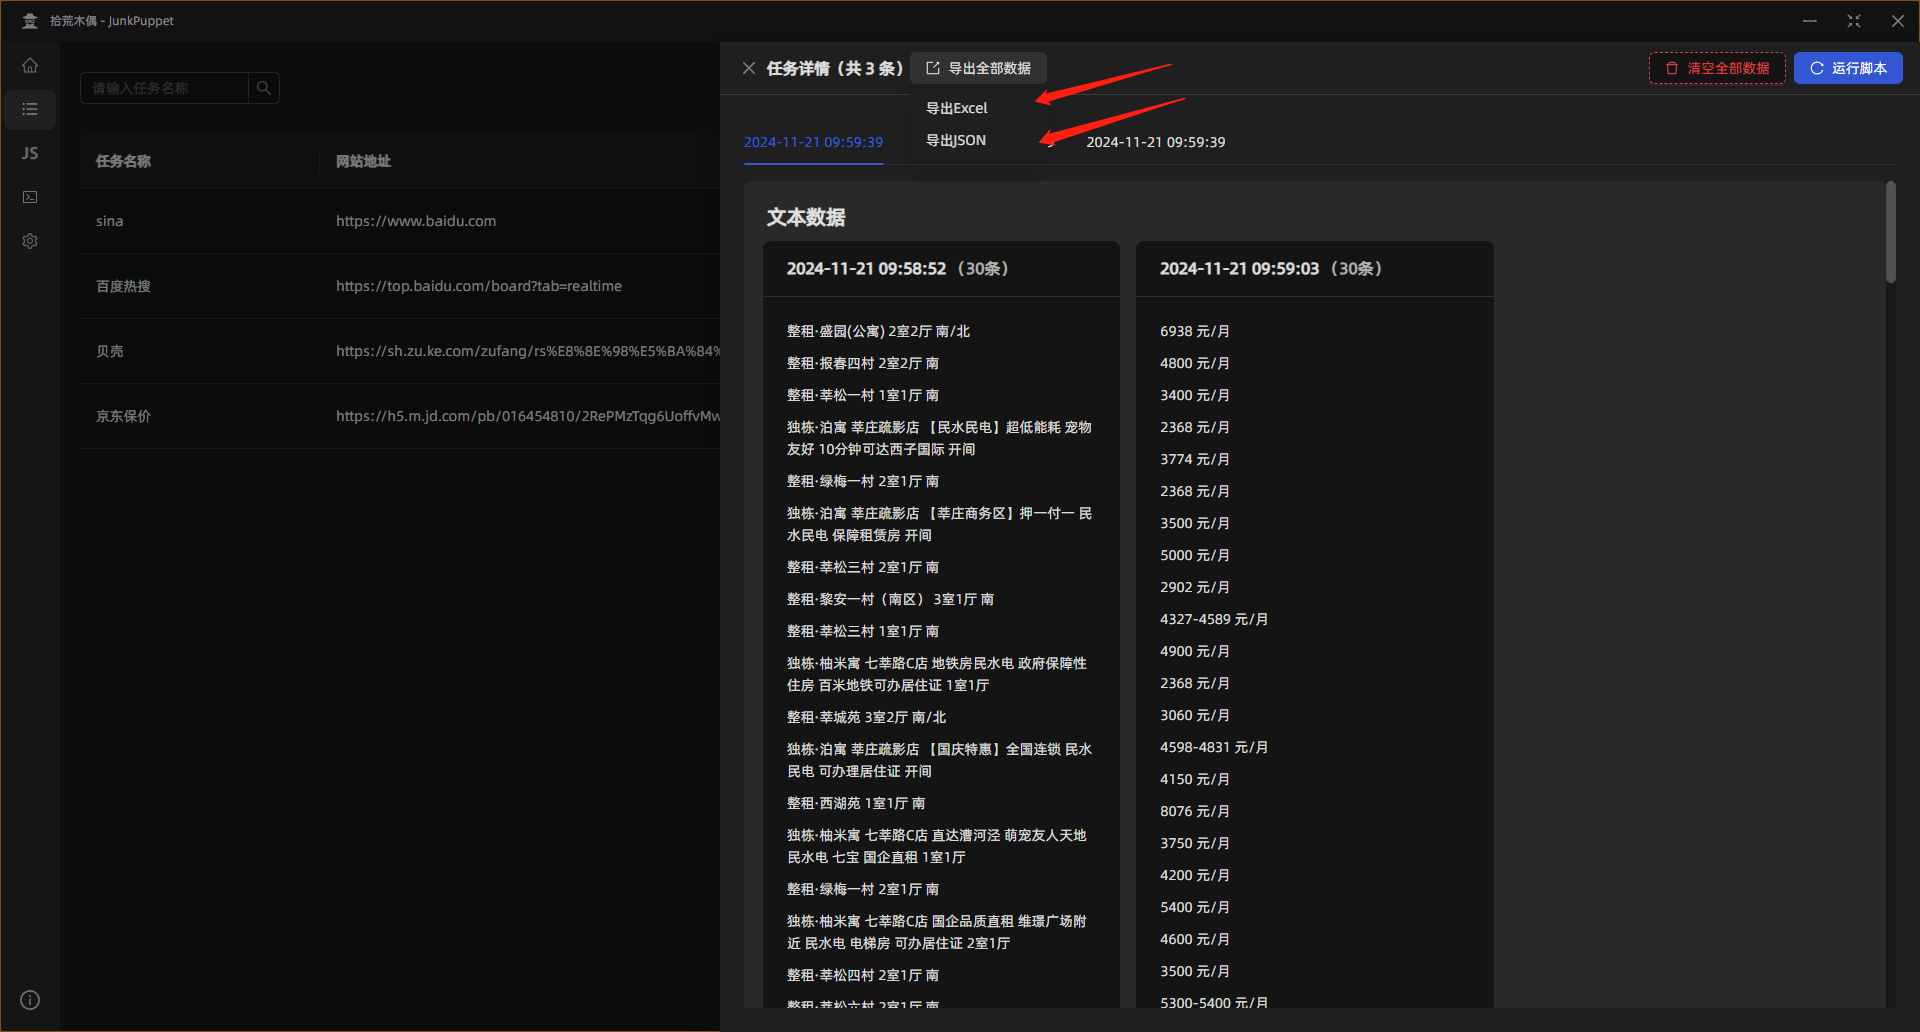 拾荒木偶 - JunkPuppet
请输入任务名称
JS
任务名称 网站地址
sina https://www.baidu.com
百度热搜 https://top.baidu.com/board?tab=realtime
贝壳 https://sh.zu.ke.com/zufang/rs%E8%8E%98%E5%BA%84%
京东保价 https://h5.m.jd.com/pb/016454810/2RePMzTqg6UoffvMw
任务详情（共 3 条） 导出全部数据 清空全部数据 运行脚本
导出Excel
导出JSON
2024-11-21 09:59:39 2024-11-21 09:59:39
文本数据
2024-11-21 09:58:52 （30条）
整租·盛园(公寓) 2室2厅 南/北
整租·报春四村 2室2厅 南
整租·莘松一村 1室1厅 南
独栋·泊寓 莘庄疏影店 【民水民电】超低能耗 宠物
友好 10分钟可达西子国际 开间
整租·绿梅一村 2室1厅 南
独栋·泊寓 莘庄疏影店 【莘庄商务区】押一付一 民
水民电 保障租赁房 开间
整租·莘松三村 2室1厅 南
整租·黎安一村（南区） 3室1厅 南
整租·莘松三村 1室1厅 南
独栋·柚米寓 七莘路C店 地铁房民水电 政府保障性
住房 百米地铁可办居住证 1室1厅
整租·莘城苑 3室2厅 南/北
独栋·泊寓 莘庄疏影店 【国庆特惠】全国连锁 民水
民电 可办理居住证 开间
整租·西湖苑 1室1厅 南
独栋·柚米寓 七莘路C店 直达漕河泾 萌宠友人天地
民水电 七宝 国企直租 1室1厅
整租·绿梅一村 2室1厅 南
独栋·柚米寓 七莘路C店 国企品质直租 维璟广场附
近 民水电 电梯房 可办居住证 2室1厅
整租·莘松四村 2室1厅 南
整租·莘松六村 2室1厅 南
2024-11-21 09:59:03 （30条）
6938 元/月
4800 元/月
3400 元/月
2368 元/月
3774 元/月
2368 元/月
3500 元/月
5000 元/月
2902 元/月
4327-4589 元/月
4900 元/月
2368 元/月
3060 元/月
4598-4831 元/月
4150 元/月
8076 元/月
3750 元/月
4200 元/月
5400 元/月
4600 元/月
3500 元/月
5300-5400 元/月